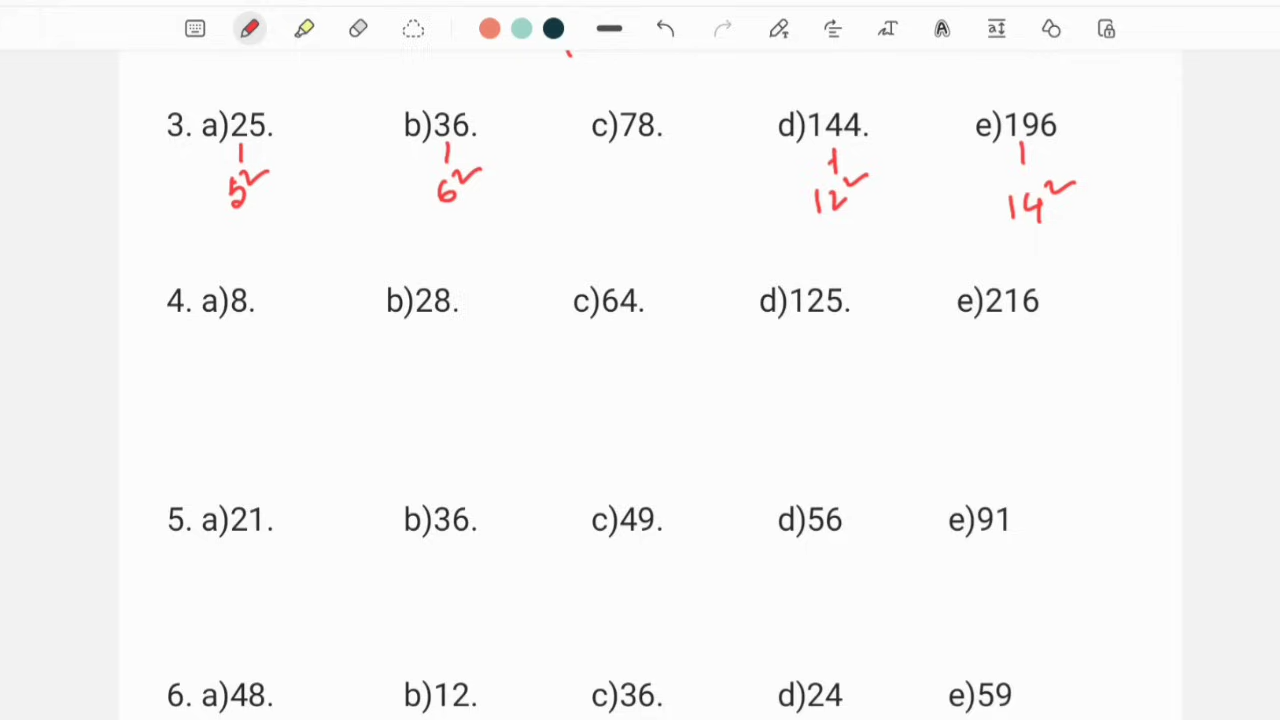 3. a)25. b)36. c)78. d)144. e)196
5² 6² 12² 14²
4. a)8. b)28. c)64. d)125. e)216
5. a)21. b)36. c)49. d)56 e)91
6. a)48. b)12. c)36. d)24 e)59